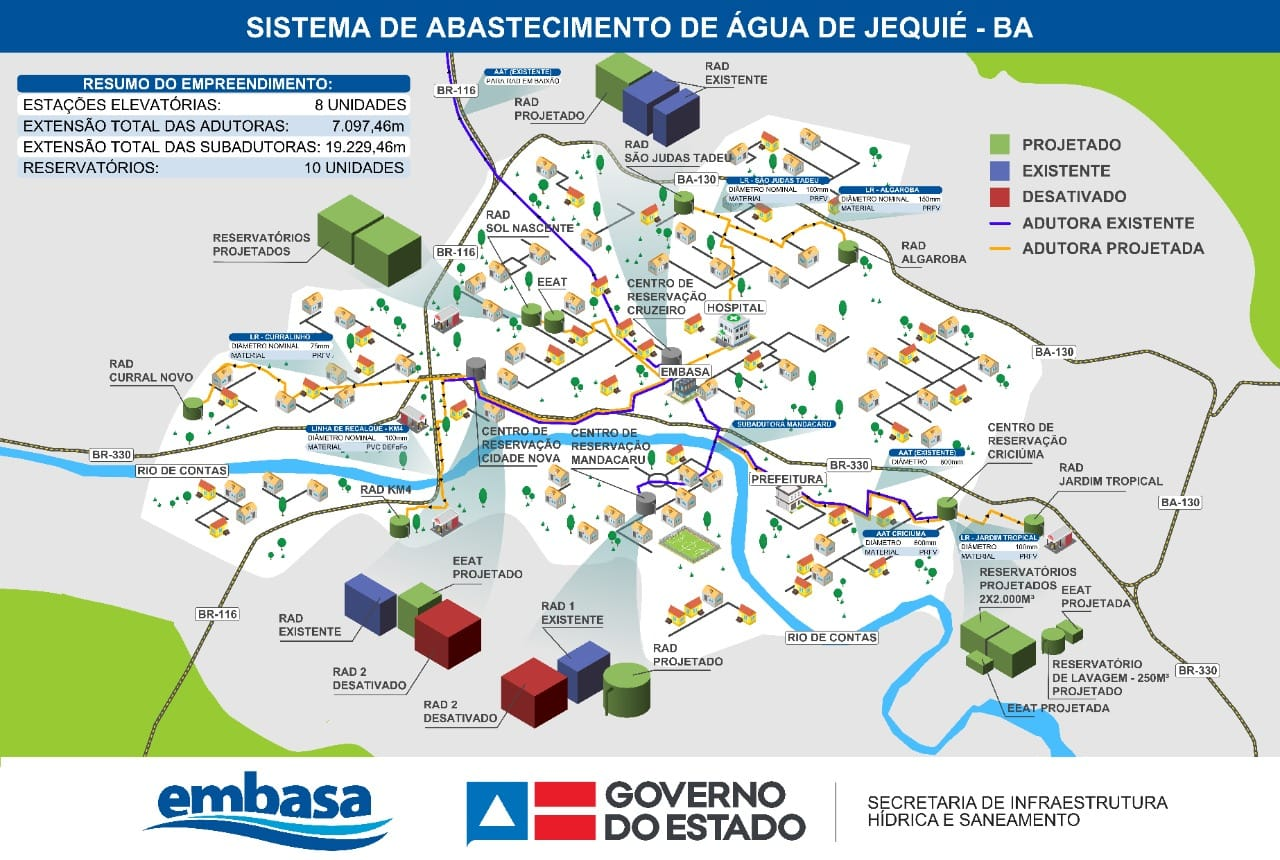 SISTEMA DE ABASTECIMENTO DE ÁGUA DE JEQUIÉ - BA
RESUMO DO EMPREENDIMENTO:
ESTAÇÕES ELEVATÓRIAS: 8 UNIDADES
EXTENSÃO TOTAL DAS ADUTORAS: 7.097,46m
EXTENSÃO TOTAL DAS SUBADUTORAS: 19.229,46m
RESERVATÓRIOS: 10 UNIDADES
BR-116
AAT (EXISTENTE)
PARA RAD EM BAIXÃO
RAD
PROJETADO
RAD
EXISTENTE
PROJETADO
EXISTENTE
DESATIVADO
ADUTORA EXISTENTE
ADUTORA PROJETADA
RAD
SÃO JUDAS TADEU
BA-130
LR - SÃO JUDAS TADEU
DIÂMETRO NOMINAL 100mm
MATERIAL PRFV
LR - ALGAROBA
DIÂMETRO NOMINAL 150mm
MATERIAL PRFV
RAD
ALGAROBA
RESERVATÓRIOS
PROJETADOS
BR-116
RAD
SOL NASCENTE
EEAT
CENTRO DE
RESERVAÇÃO
CRUZEIRO
HOSPITAL
EMBASA
BA-130
LR - CURRALINHO
DIÂMETRO NOMINAL 75mm
MATERIAL PRFV
RAD
CURRAL NOVO
LINHA DE RECALQUE - KM4
DIÂMETRO NOMINAL 100mm
MATERIAL PVC DEFoFo
CENTRO DE
RESERVAÇÃO
CIDADE NOVA
CENTRO DE
RESERVAÇÃO
MANDACARU
SUBADUTORA MANDACARU
BR-330
RIO DE CONTAS
RAD KM4
PREFEITURA
BR-330
AAT (EXISTENTE)
DIÂMETRO 600mm
CENTRO DE
RESERVAÇÃO
CRICIÚMA
RAD
JARDIM TROPICAL
BA-130
AAT CRICIUMA
DIÂMETRO 600mm
MATERIAL PRFV
LR - JARDIM TROPICAL
DIÂMETRO 100mm
MATERIAL PRFV
RESERVATÓRIOS
PROJETADOS
2X2.000M³
EEAT
PROJETADA
RESERVATÓRIO
DE LAVAGEM - 250M³
PROJETADO
EEAT PROJETADA
BR-330
RIO DE CONTAS
BR-116
EEAT
PROJETADO
RAD
EXISTENTE
RAD 2
DESATIVADO
RAD 1
EXISTENTE
RAD
PROJETADO
RAD 2
DESATIVADO
embasa
GOVERNO
DO ESTADO
SECRETARIA DE INFRAESTRUTURA
HÍDRICA E SANEAMENTO